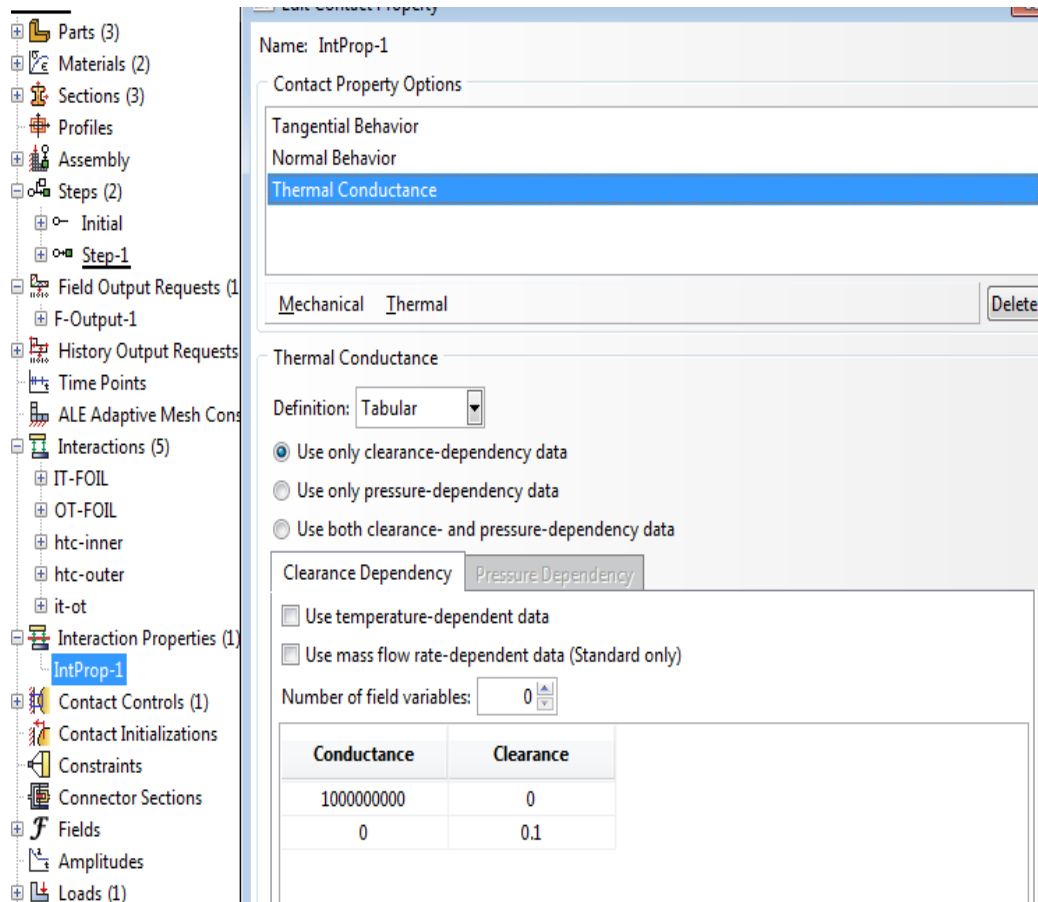 Parts (3)
Materials (2)
Sections (3)
Profiles
Assembly
Steps (2)
Initial
Step-1
Field Output Requests (1
F-Output-1
History Output Requests
Time Points
ALE Adaptive Mesh Cons
Interactions (5)
IT-FOIL
OT-FOIL
htc-inner
htc-outer
it-ot
Interaction Properties (1)
IntProp-1
Contact Controls (1)
Contact Initializations
Constraints
Connector Sections
Fields
Amplitudes
Loads (1)
Edit Contact Property
Name: IntProp-1
Contact Property Options
Tangential Behavior
Normal Behavior
Thermal Conductance
Mechanical Thermal
Delete
Thermal Conductance
Definition: Tabular
Use only clearance-dependency data
Use only pressure-dependency data
Use both clearance- and pressure-dependency data
Clearance Dependency Pressure Dependency
Use temperature-dependent data
Use mass flow rate-dependent data (Standard only)
Number of field variables: 0
Conductance Clearance
1000000000 0
0 0.1